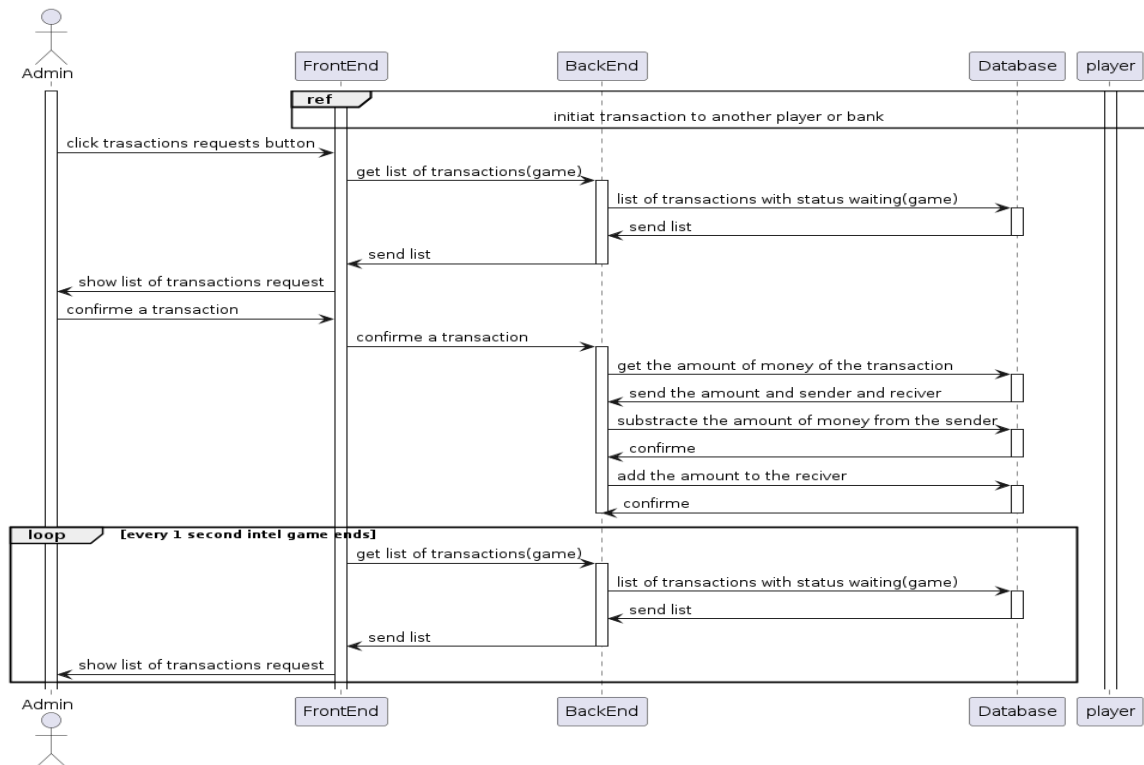 Admin
FrontEnd
BackEnd
Database
player
ref
initiat transaction to another player or bank
click trasactions requests button
get list of transactions(game)
list of transactions with status waiting(game)
send list
send list
show list of transactions request
confirme a transaction
confirme a transaction
get the amount of money of the transaction
send the amount and sender and reciver
substracte the amount of money from the sender
confirme
add the amount to the reciver
confirme
loop [every 1 second intel game ends]
get list of transactions(game)
list of transactions with status waiting(game)
send list
send list
show list of transactions request
Admin
FrontEnd
BackEnd
Database
player